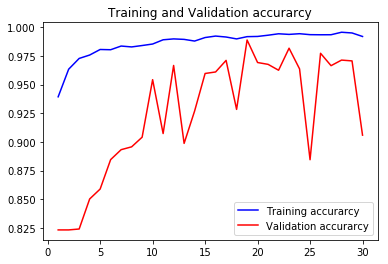 Training and Validation accurarcy
1.000
0.975
0.950
0.925
0.900
0.875
0.850
0.825
Training accurarcy
Validation accurarcy
0 5 10 15 20 25 30